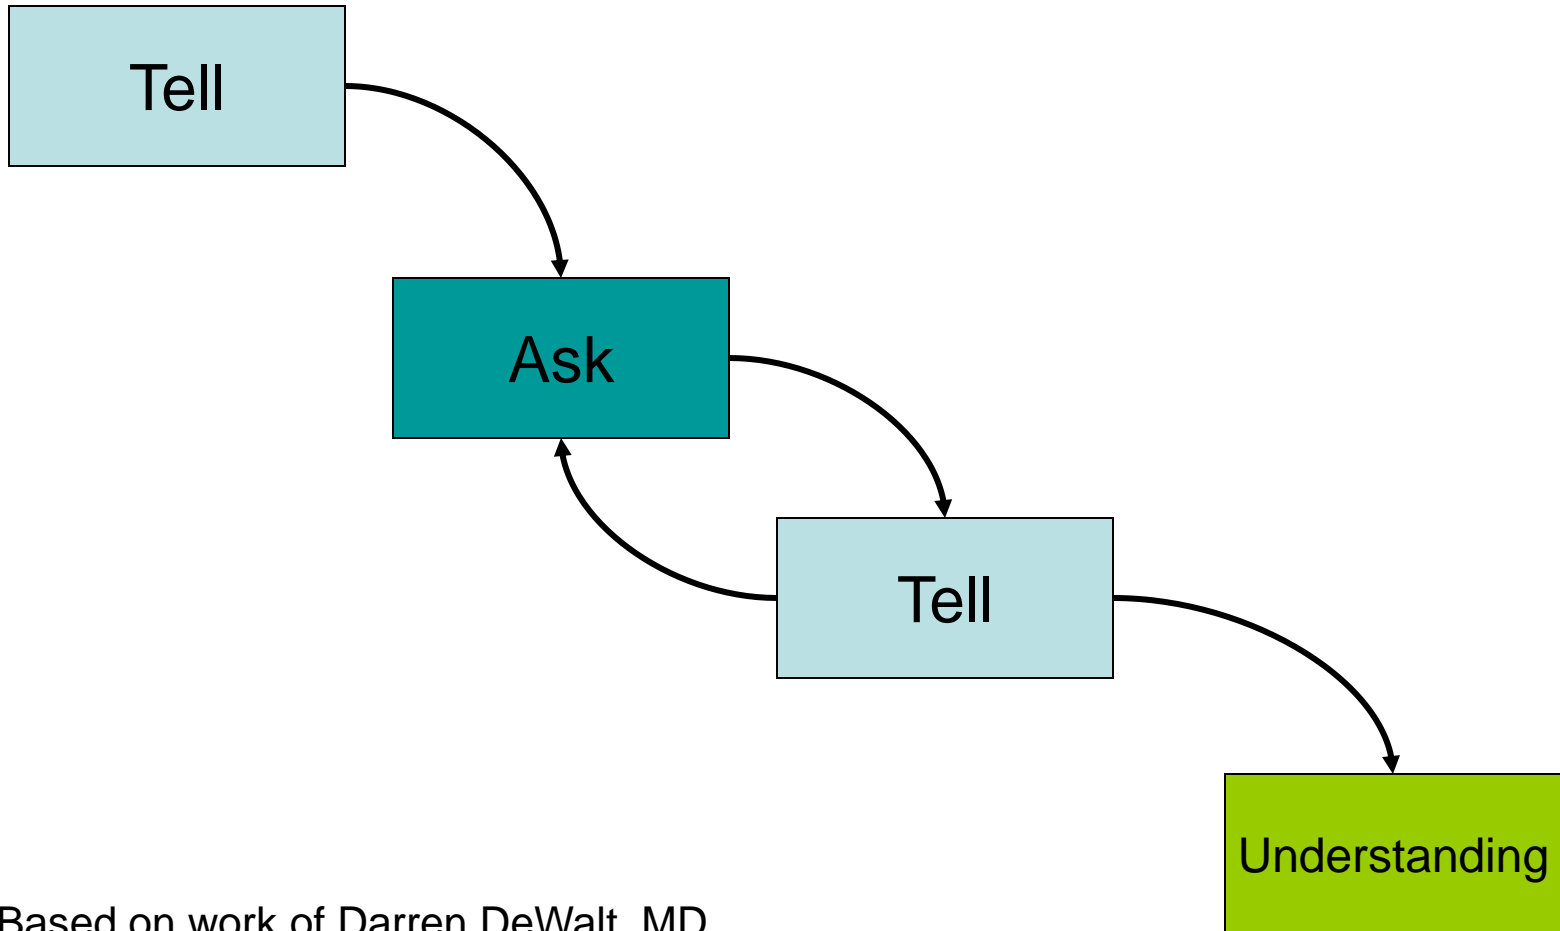 Tell
Ask
Tell
Understanding
Based on work of Darren DeWalt, MD